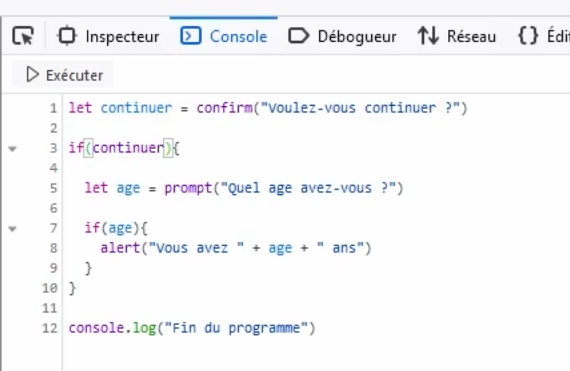 Inspecteur Console Débogueur Réseau {} Édi
Exécuter
1 let continuer = confirm("Voulez-vous continuer ?")
2
3 if(continuer){
4
5 let age = prompt("Quel age avez-vous ?")
6
7 if(age){
8 alert("Vous avez " + age + " ans")
9 }
10 }
11
12 console.log("Fin du programme")